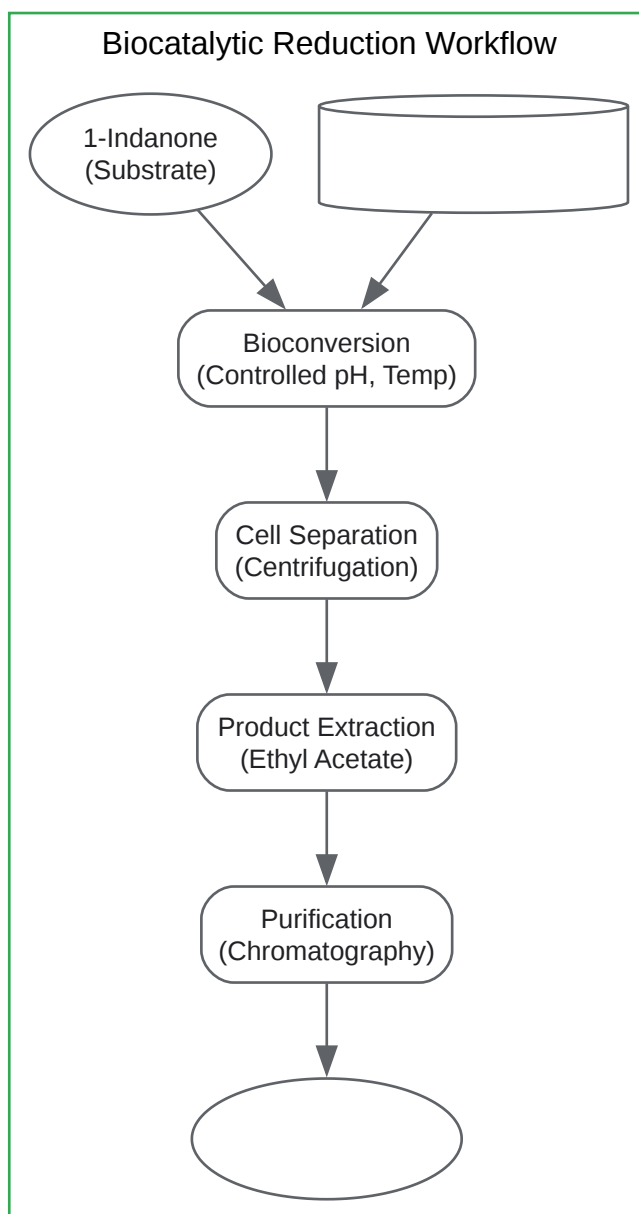 Biocatalytic Reduction Workflow
1-Indanone
(Substrate)
Bioconversion
(Controlled pH, Temp)
Cell Separation
(Centrifugation)
Product Extraction
(Ethyl Acetate)
Purification
(Chromatography)